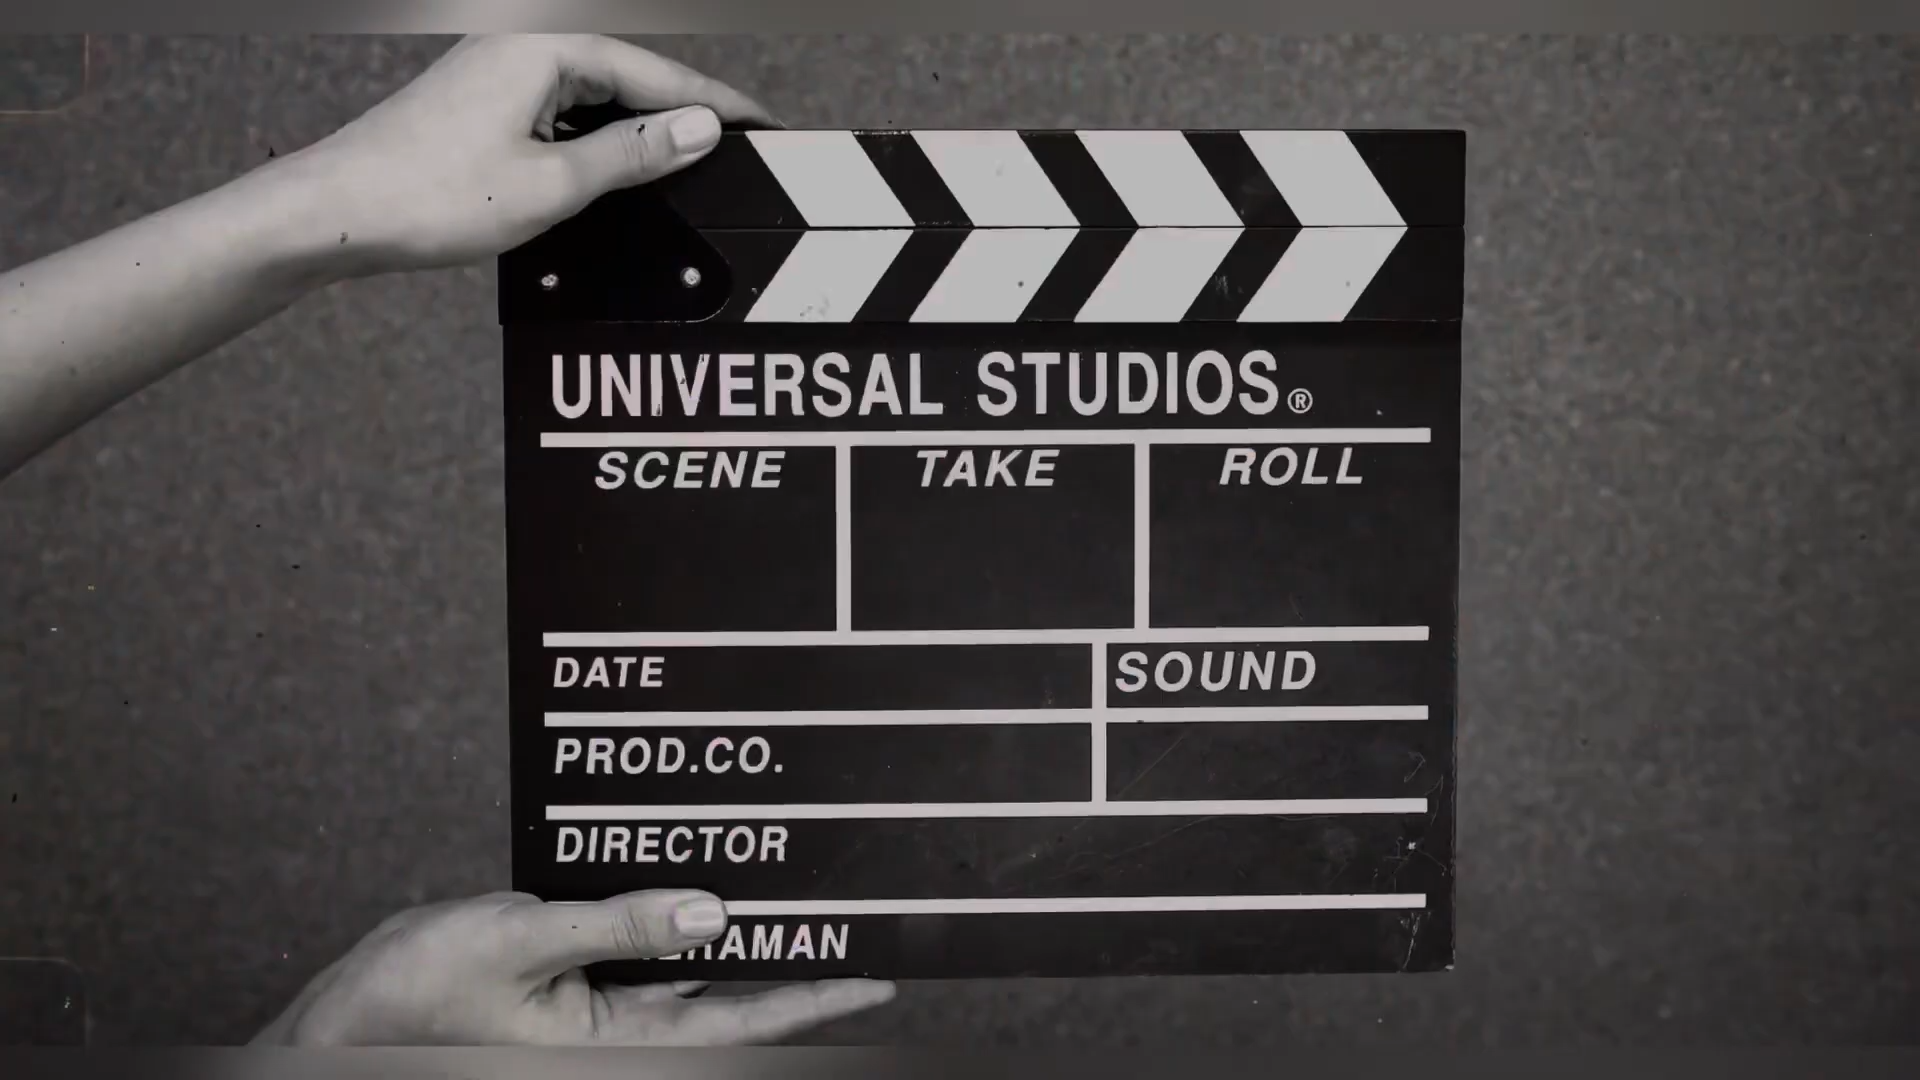 UNIVERSAL STUDIOS®
SCENE TAKE ROLL
DATE SOUND
PROD.CO.
DIRECTOR